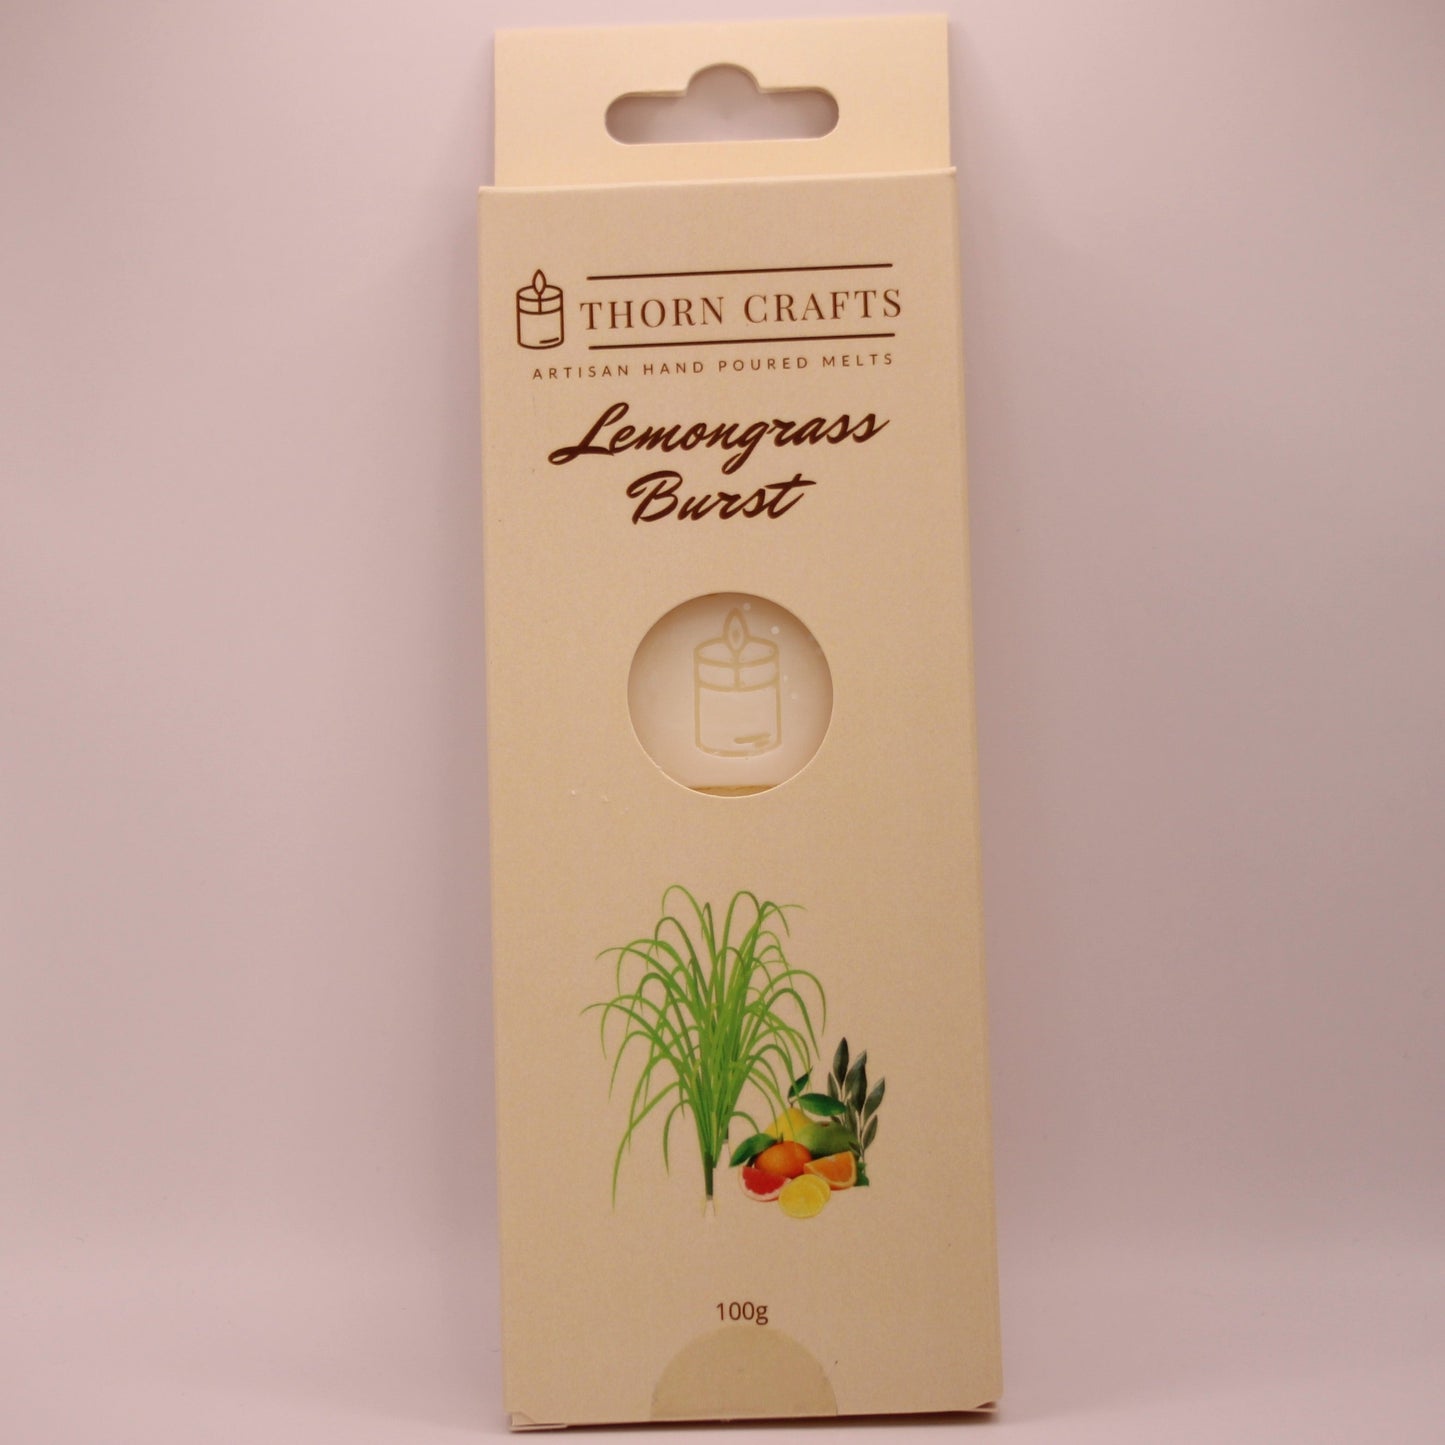 THORN CRAFTS
ARTISAN HAND POURED MELTS
Lemongrass
Burst
100g